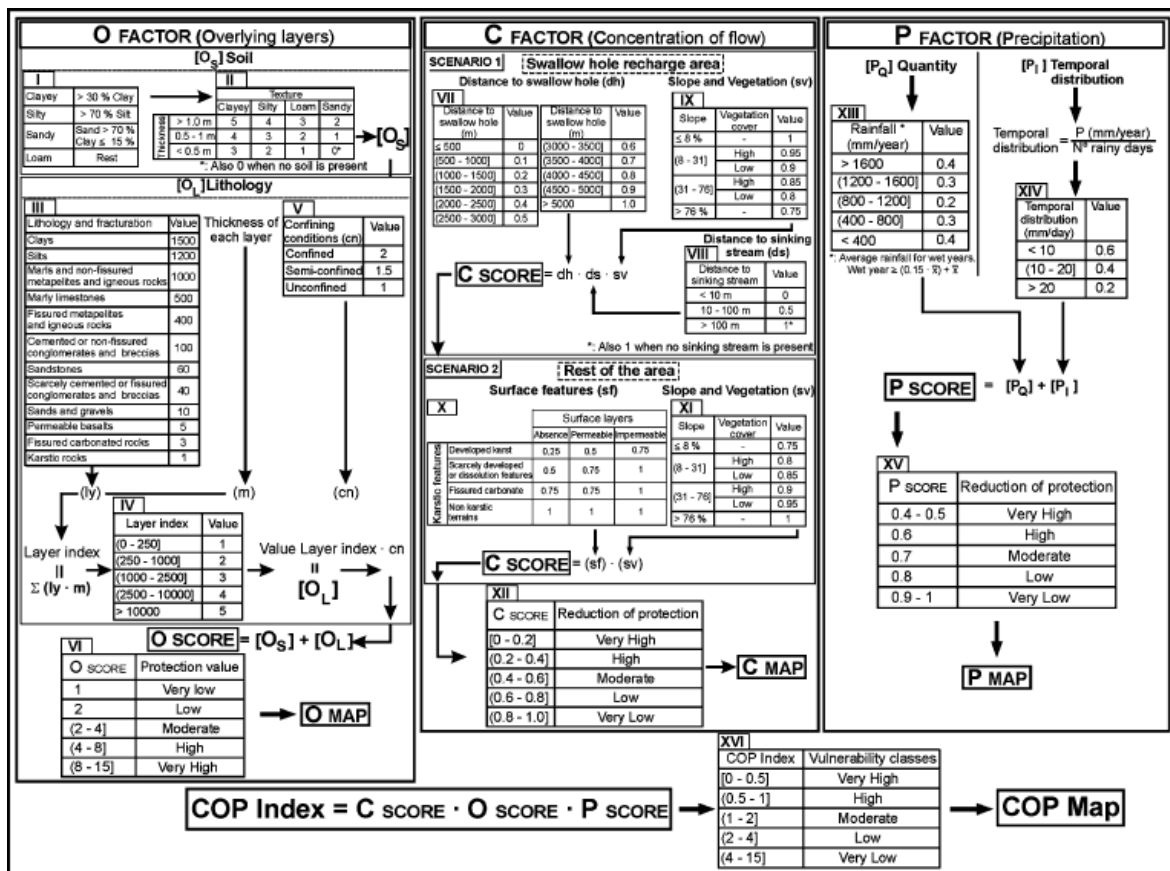 O FACTOR (Overlying layers)
[OS] Soil
I
Clayey > 30 % Clay
Silty > 70 % Silt
Sandy Sand > 70 % Clay ≤ 15 %
Loam Rest
II
Texture
Clayey Silty Loam Sandy
Thickness
> 1.0 m 5 4 3 2
0.5 - 1 m 4 3 2 1
< 0.5 m 3 2 1 0*
*: Also 0 when no soil is present
[OS]
[OL] Lithology
III
Lithology and fracturation Value
Clays 1500
Silts 1200
Marls and non-fissured metapelites and igneous rocks 1000
Marly limestones 500
Fissured metapelites and igneous rocks 400
Cemented or non-fissured conglomerates and breccias 100
Sandstones 60
Scarcely cemented or fissured conglomerates and breccias 40
Sands and gravels 10
Permeable basalts 5
Fissured carbonated rocks 3
Karstic rocks 1
Thickness of each layer
V
Confining conditions (cn) Value
Confined 2
Semi-confined 1.5
Unconfined 1
(ly) (m) (cn)
IV
Layer index Value
(0 - 250] 1
(250 - 1000] 2
(1000 - 2500] 3
(2500 - 10000] 4
> 10000 5
Layer index
=
Σ (ly · m)
Value Layer index · cn
=
[OL]
O SCORE = [OS] + [OL]
VI
O SCORE Protection value
1 Very low
2 Low
(2 - 4] Moderate
(4 - 8] High
(8 - 15] Very High
O MAP
C FACTOR (Concentration of flow)
SCENARIO 1 Swallow hole recharge area
Distance to swallow hole (dh)
VII
Distance to swallow hole (m) Value Distance to swallow hole (m) Value
≤ 500 0 (3000 - 3500] 0.6
(500 - 1000] 0.1 (3500 - 4000] 0.7
(1000 - 1500] 0.2 (4000 - 4500] 0.8
(1500 - 2000] 0.3 (4500 - 5000] 0.9
(2000 - 2500] 0.4 > 5000 1.0
(2500 - 3000] 0.5
Slope and Vegetation (sv)
IX
Slope Vegetation cover Value
≤ 8 % - 1
(8 - 31] High 0.95
Low 0.9
(31 - 76] High 0.85
Low 0.8
> 76 % - 0.75
C SCORE = dh · ds · sv
Distance to sinking stream (ds)
VIII
Distance to sinking stream Value
< 10 m 0
10 - 100 m 0.5
> 100 m 1*
*: Also 1 when no sinking stream is present
SCENARIO 2 Rest of the area
Surface features (sf)
X
Surface layers
Absence Permeable Impermeable
Karstic features
Developed karst 0.25 0.5 0.75
Scarcely developed or dissolution features 0.5 0.75 1
Fissured carbonate 0.75 0.75 1
Non karstic terrains 1 1 1
Slope and Vegetation (sv)
XI
Slope Vegetation cover Value
≤ 8 % - 0.75
(8 - 31] High 0.8
Low 0.85
(31 - 76] High 0.9
Low 0.95
> 76 % - 1
C SCORE = (sf) · (sv)
XII
C SCORE Reduction of protection
[0 - 0.2] Very High
(0.2 - 0.4] High
(0.4 - 0.6] Moderate
(0.6 - 0.8] Low
(0.8 - 1.0] Very Low
C MAP
P FACTOR (Precipitation)
[PQ] Quantity
XIII
Rainfall * (mm/year) Value
> 1600 0.4
(1200 - 1600] 0.3
(800 - 1200] 0.2
(400 - 800] 0.3
< 400 0.4
*: Average rainfall for wet years.
Wet year ≥ (0.15 · x̄) + x̄
[PI] Temporal distribution
Temporal distribution = P (mm/year) / Nº rainy days
XIV
Temporal distribution (mm/day) Value
< 10 0.6
(10 - 20] 0.4
> 20 0.2
P SCORE = [PQ] + [PI]
XV
P SCORE Reduction of protection
0.4 - 0.5 Very High
0.6 High
0.7 Moderate
0.8 Low
0.9 - 1 Very Low
P MAP
COP Index = C SCORE · O SCORE · P SCORE
XVI
COP Index Vulnerability classes
[0 - 0.5] Very High
(0.5 - 1] High
(1 - 2] Moderate
(2 - 4] Low
(4 - 15] Very Low
COP Map